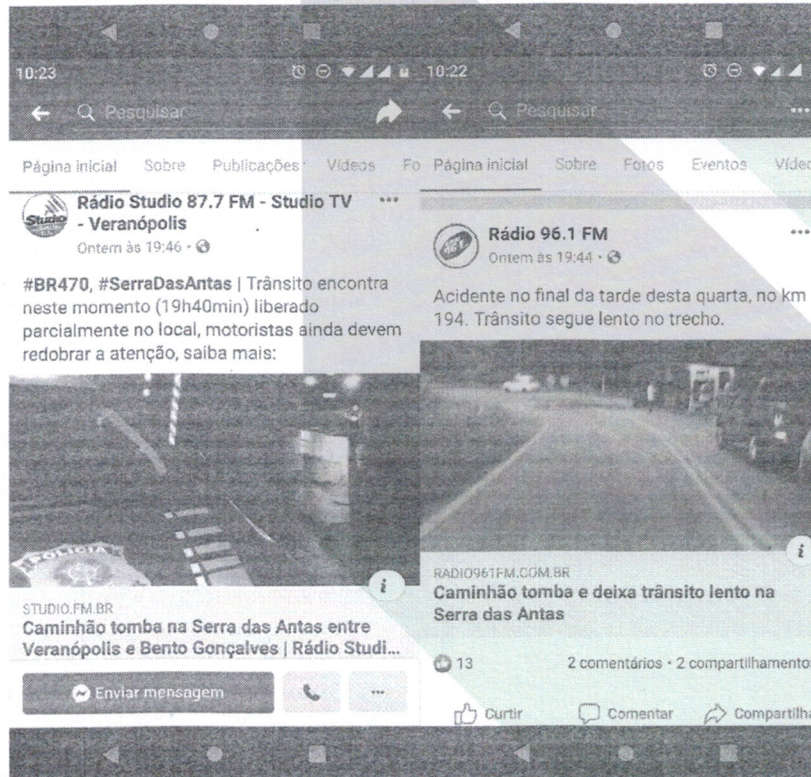 10:23
Pesquisar
Página inicial Sobre Publicações Vídeos Fo
Studio
Rádio Studio 87.7 FM - Studio TV
- Veranópolis
Ontem às 19:46 ·
#BR470, #SerraDasAntas | Trânsito encontra
neste momento (19h40min) liberado
parcialmente no local, motoristas ainda devem
redobrar a atenção, saiba mais:
POLICIA
STUDIO.FM.BR
Caminhão tomba na Serra das Antas entre
Veranópolis e Bento Gonçalves | Rádio Studi...
Enviar mensagem
10:22
Pesquisar
Página inicial Sobre Fotos Eventos Vídeo
Rádio 96.1 FM
Ontem às 19:44 ·
Acidente no final da tarde desta quarta, no km
194. Trânsito segue lento no trecho.
RADIO961FM.COM.BR
Caminhão tomba e deixa trânsito lento na
Serra das Antas
13 2 comentários · 2 compartilhamento
Curtir Comentar Compartilha